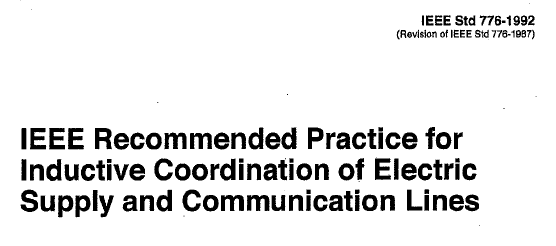 IEEE Std 776-1992
(Revision of IEEE Std 776-1987)
IEEE Recommended Practice for
Inductive Coordination of Electric
Supply and Communication Lines